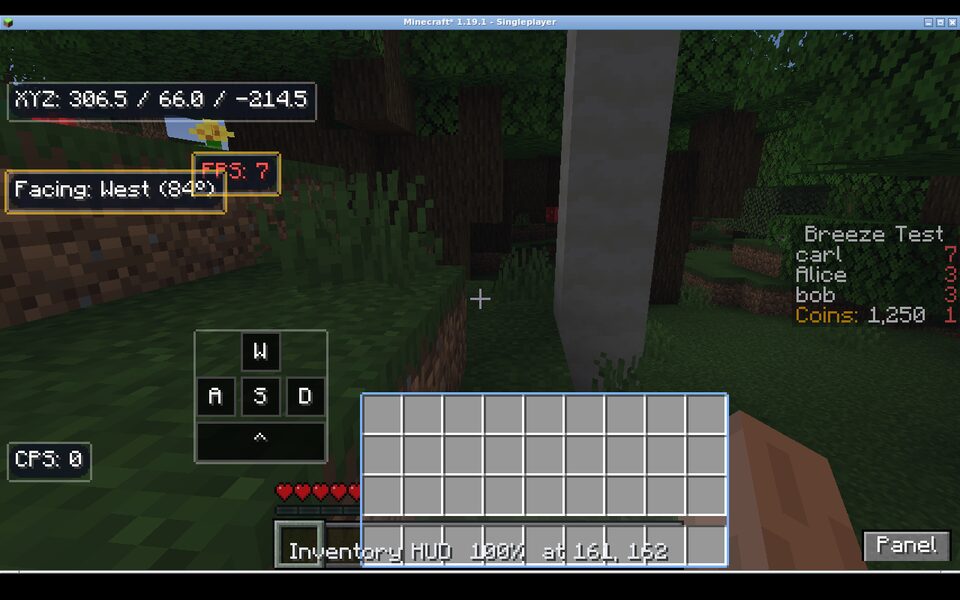 Minecraft* 1.19.1 - Singleplayer
XYZ: 306.5 / 66.0 / -214.5
FPS: 7
Facing: West (84°)
Breeze Test
carl 7
Alice 3
bob 3
Coins: 1,250 1
W
A S D
^
CPS: 0
Inventory HUD 100% at 161, 162
Panel